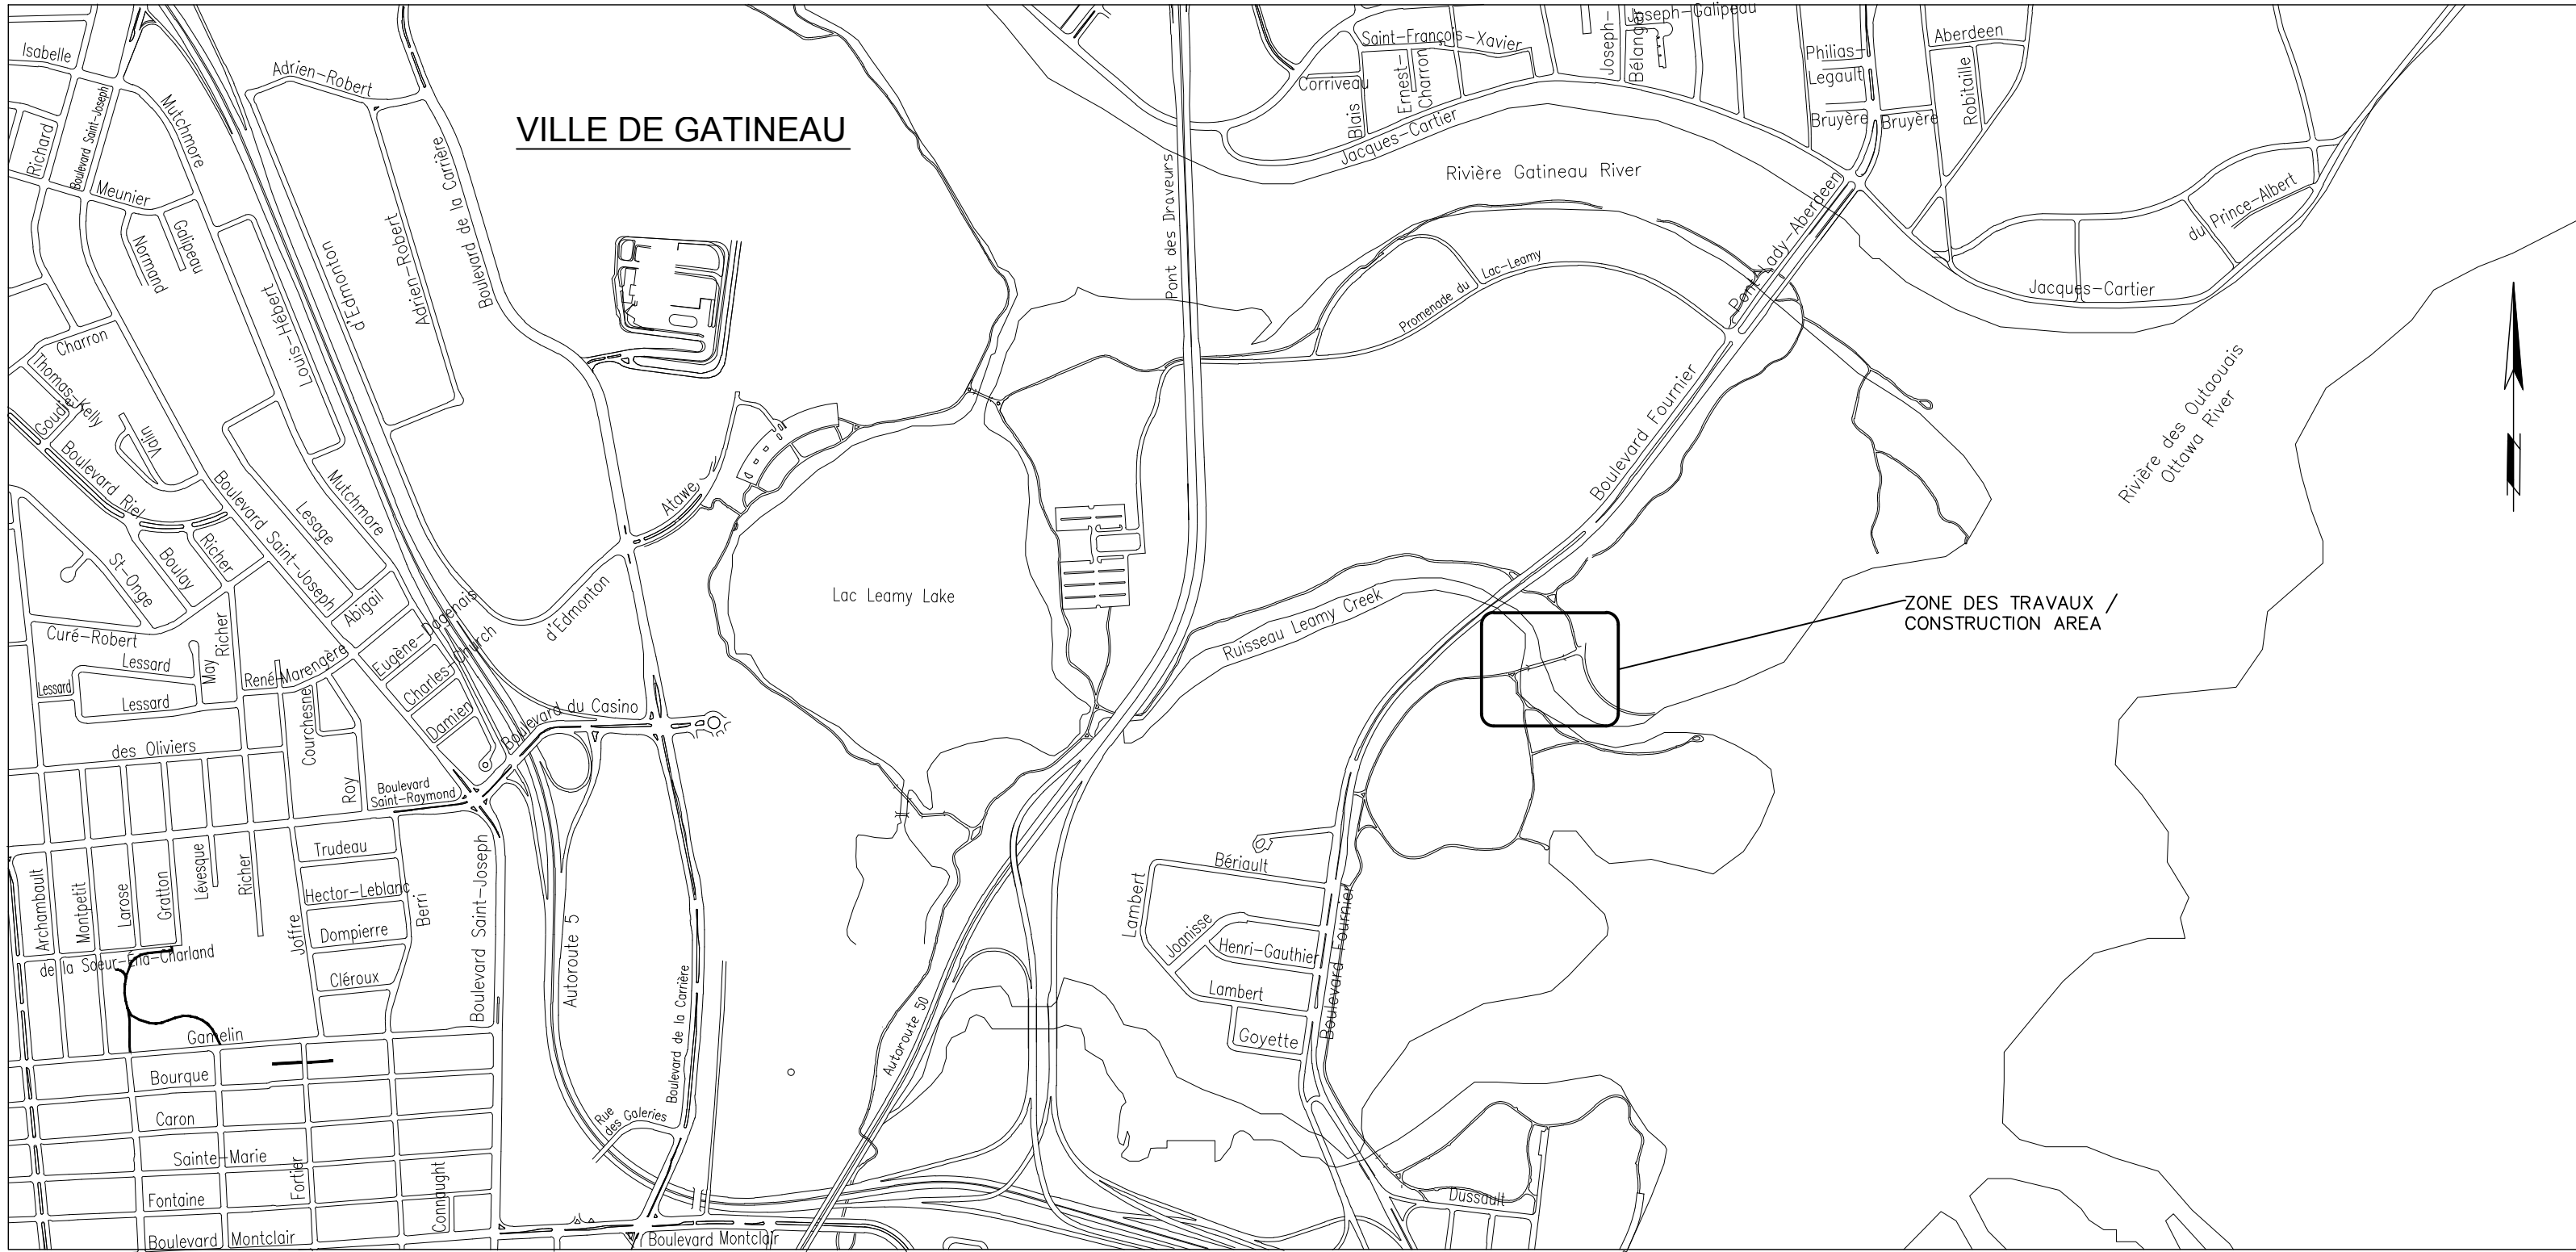 Isabelle
Adrien-Robert
VILLE DE GATINEAU
Saint-François-Xavier
Joseph-Galipeau
Joseph-
Bélanger
Aberdeen
Philias-
Legault
Robitaille
Corriveau
Ernest-
Charron
Blais
Bruyère
Bruyère
Jacques-Cartier
Richard
Boulevard Saint-Joseph
Mutchmore
Meunier
Galipeau
Normand
Boulevard de la Carrière
Adrien-Robert
d'Edmonton
Louis-Hébert
Pont des Draveurs
Rivière Gatineau River
Pont Lady-Aberdeen
du Prince-Albert
Jacques-Cartier
Promenade du
Lac-Leamy
Charron
Thomas-Kelly
Goudie
Valin
Boulevard Riel
Boulevard Saint-Joseph
Lesage
Mutchmore
Boulevard Fournier
Rivière des Outaouais
Ottawa River
Attawe
St-Onge
Boulay
Richer
Abigail
d'Edmonton
Lac Leamy Lake
Ruisseau Leamy Creek
ZONE DES TRAVAUX /
CONSTRUCTION AREA
Curé-Robert
Lessard
Lessard
Lessard
May
Richer
René-Marengère
Eugène-Dagenais
Charles-Church
Damien
Courchesne
Boulevard du Casino
des Oliviers
Roy
Boulevard
Saint-Raymond
Archambault
Montpetit
Larose
Gratton
Lévesque
Richer
Joffre
Trudeau
Hector-Leblanc
Dompierre
Cléroux
Berri
Boulevard Saint-Joseph
Autoroute 5
Boulevard de la Carrière
Autoroute 50
Bériault
Lambert
Joanisse
Henri-Gauthier
Lambert
Goyette
Boulevard Fournier
de la Soeur-Éna-Charland
Gamelin
Bourque
Caron
Sainte-Marie
Fontaine
Fortier
Connaught
Rue
des Galeries
Boulevard Montclair
Boulevard Montclair
Dussault